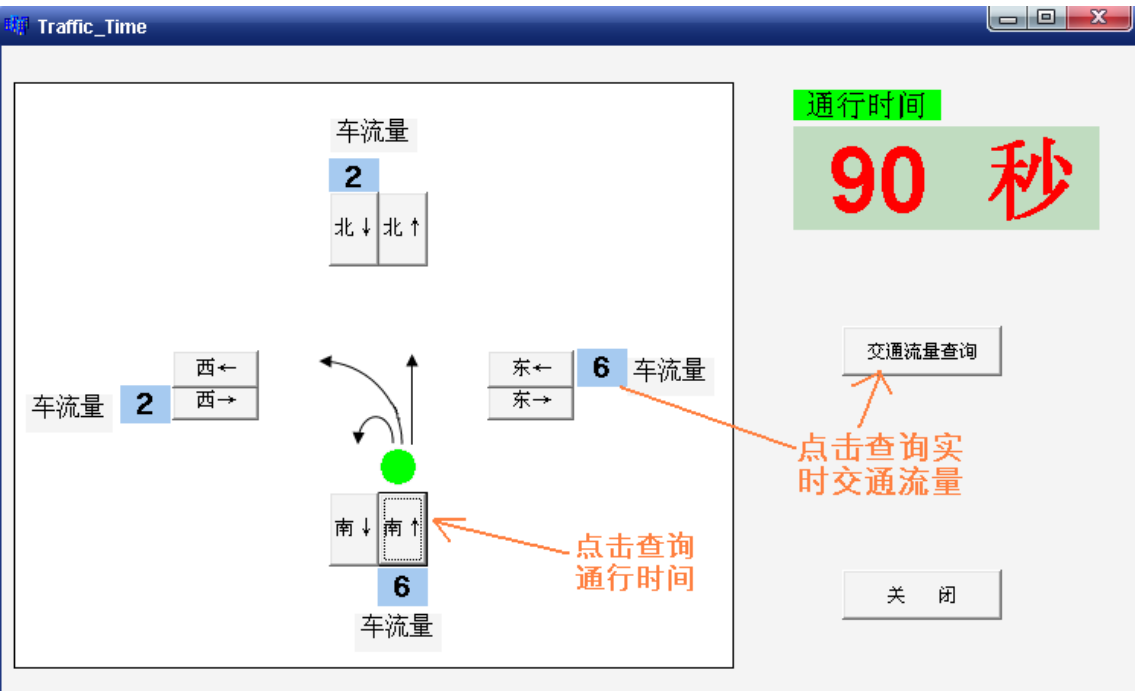 Traffic_Time
通行时间
90 秒
车流量
2
北↓ 北↑
西←
西→
车流量 2
东←
东→
6 车流量
交通流量查询
点击查询实
时交通流量
南↓ 南↑
点击查询
通行时间
6
车流量
关 闭